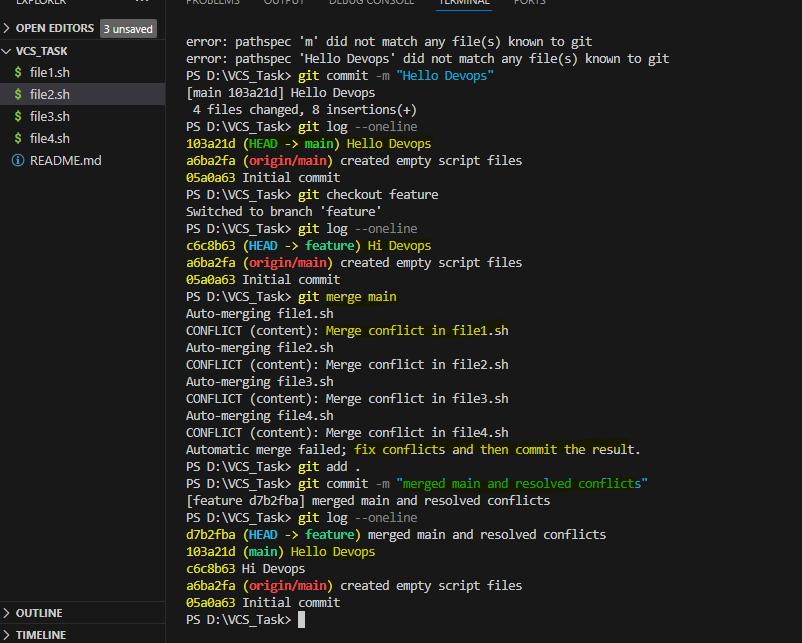 EXPLORER
PROBLEMS OUTPUT DEBUG CONSOLE TERMINAL PORTS
OPEN EDITORS 3 unsaved
VCS_TASK
$ file1.sh
$ file2.sh
$ file3.sh
$ file4.sh
README.md
error: pathspec 'm' did not match any file(s) known to git
error: pathspec 'Hello Devops' did not match any file(s) known to git
PS D:\VCS_Task> git commit -m "Hello Devops"
[main 103a21d] Hello Devops
 4 files changed, 8 insertions(+)
PS D:\VCS_Task> git log --oneline
103a21d (HEAD -> main) Hello Devops
a6ba2fa (origin/main) created empty script files
05a0a63 Initial commit
PS D:\VCS_Task> git checkout feature
Switched to branch 'feature'
PS D:\VCS_Task> git log --oneline
c6c8b63 (HEAD -> feature) Hi Devops
a6ba2fa (origin/main) created empty script files
05a0a63 Initial commit
PS D:\VCS_Task> git merge main
Auto-merging file1.sh
CONFLICT (content): Merge conflict in file1.sh
Auto-merging file2.sh
CONFLICT (content): Merge conflict in file2.sh
Auto-merging file3.sh
CONFLICT (content): Merge conflict in file3.sh
Auto-merging file4.sh
CONFLICT (content): Merge conflict in file4.sh
Automatic merge failed; fix conflicts and then commit the result.
PS D:\VCS_Task> git add .
PS D:\VCS_Task> git commit -m "merged main and resolved conflicts"
[feature d7b2fba] merged main and resolved conflicts
PS D:\VCS_Task> git log --oneline
d7b2fba (HEAD -> feature) merged main and resolved conflicts
103a21d (main) Hello Devops
c6c8b63 Hi Devops
a6ba2fa (origin/main) created empty script files
05a0a63 Initial commit
PS D:\VCS_Task>
OUTLINE
TIMELINE